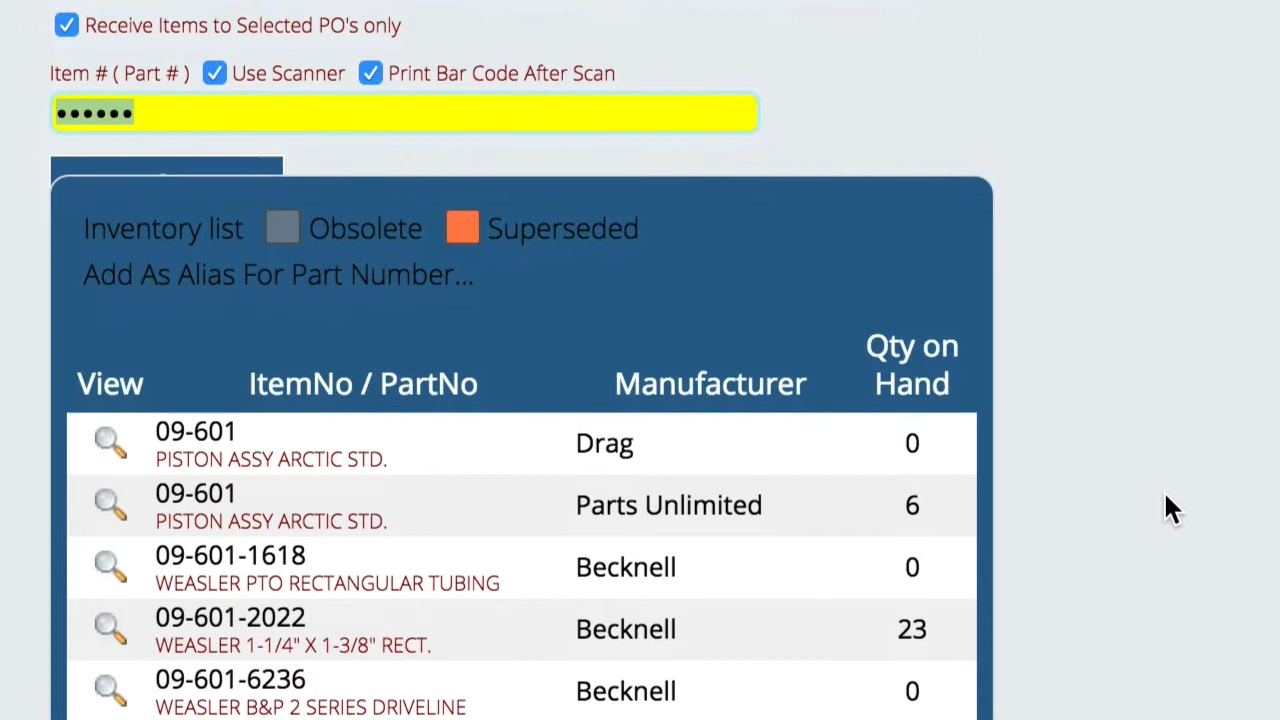 Receive Items to Selected PO's only
Item # ( Part # ) Use Scanner Print Bar Code After Scan
••••••
Inventory list Obsolete Superseded
Add As Alias For Part Number...
View ItemNo / PartNo Manufacturer Qty on Hand
09-601 Drag 0
PISTON ASSY ARCTIC STD.
09-601 Parts Unlimited 6
PISTON ASSY ARCTIC STD.
09-601-1618 Becknell 0
WEASLER PTO RECTANGULAR TUBING
09-601-2022 Becknell 23
WEASLER 1-1/4" X 1-3/8" RECT.
09-601-6236 Becknell 0
WEASLER B&P 2 SERIES DRIVELINE